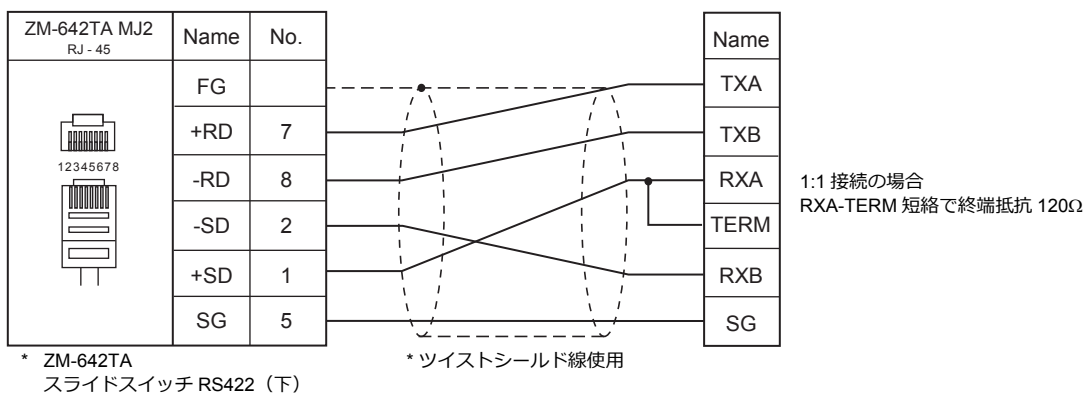 ZM-642TA MJ2
RJ - 45
Name No.
Name
FG
TXA
+RD 7
TXB
12345678
-RD 8
RXA
1:1 接続の場合
RXA-TERM 短絡で終端抵抗 120Ω
-SD 2
TERM
+SD 1
RXB
SG 5
SG
* ZM-642TA
スライドスイッチ RS422（下）
* ツイストシールド線使用